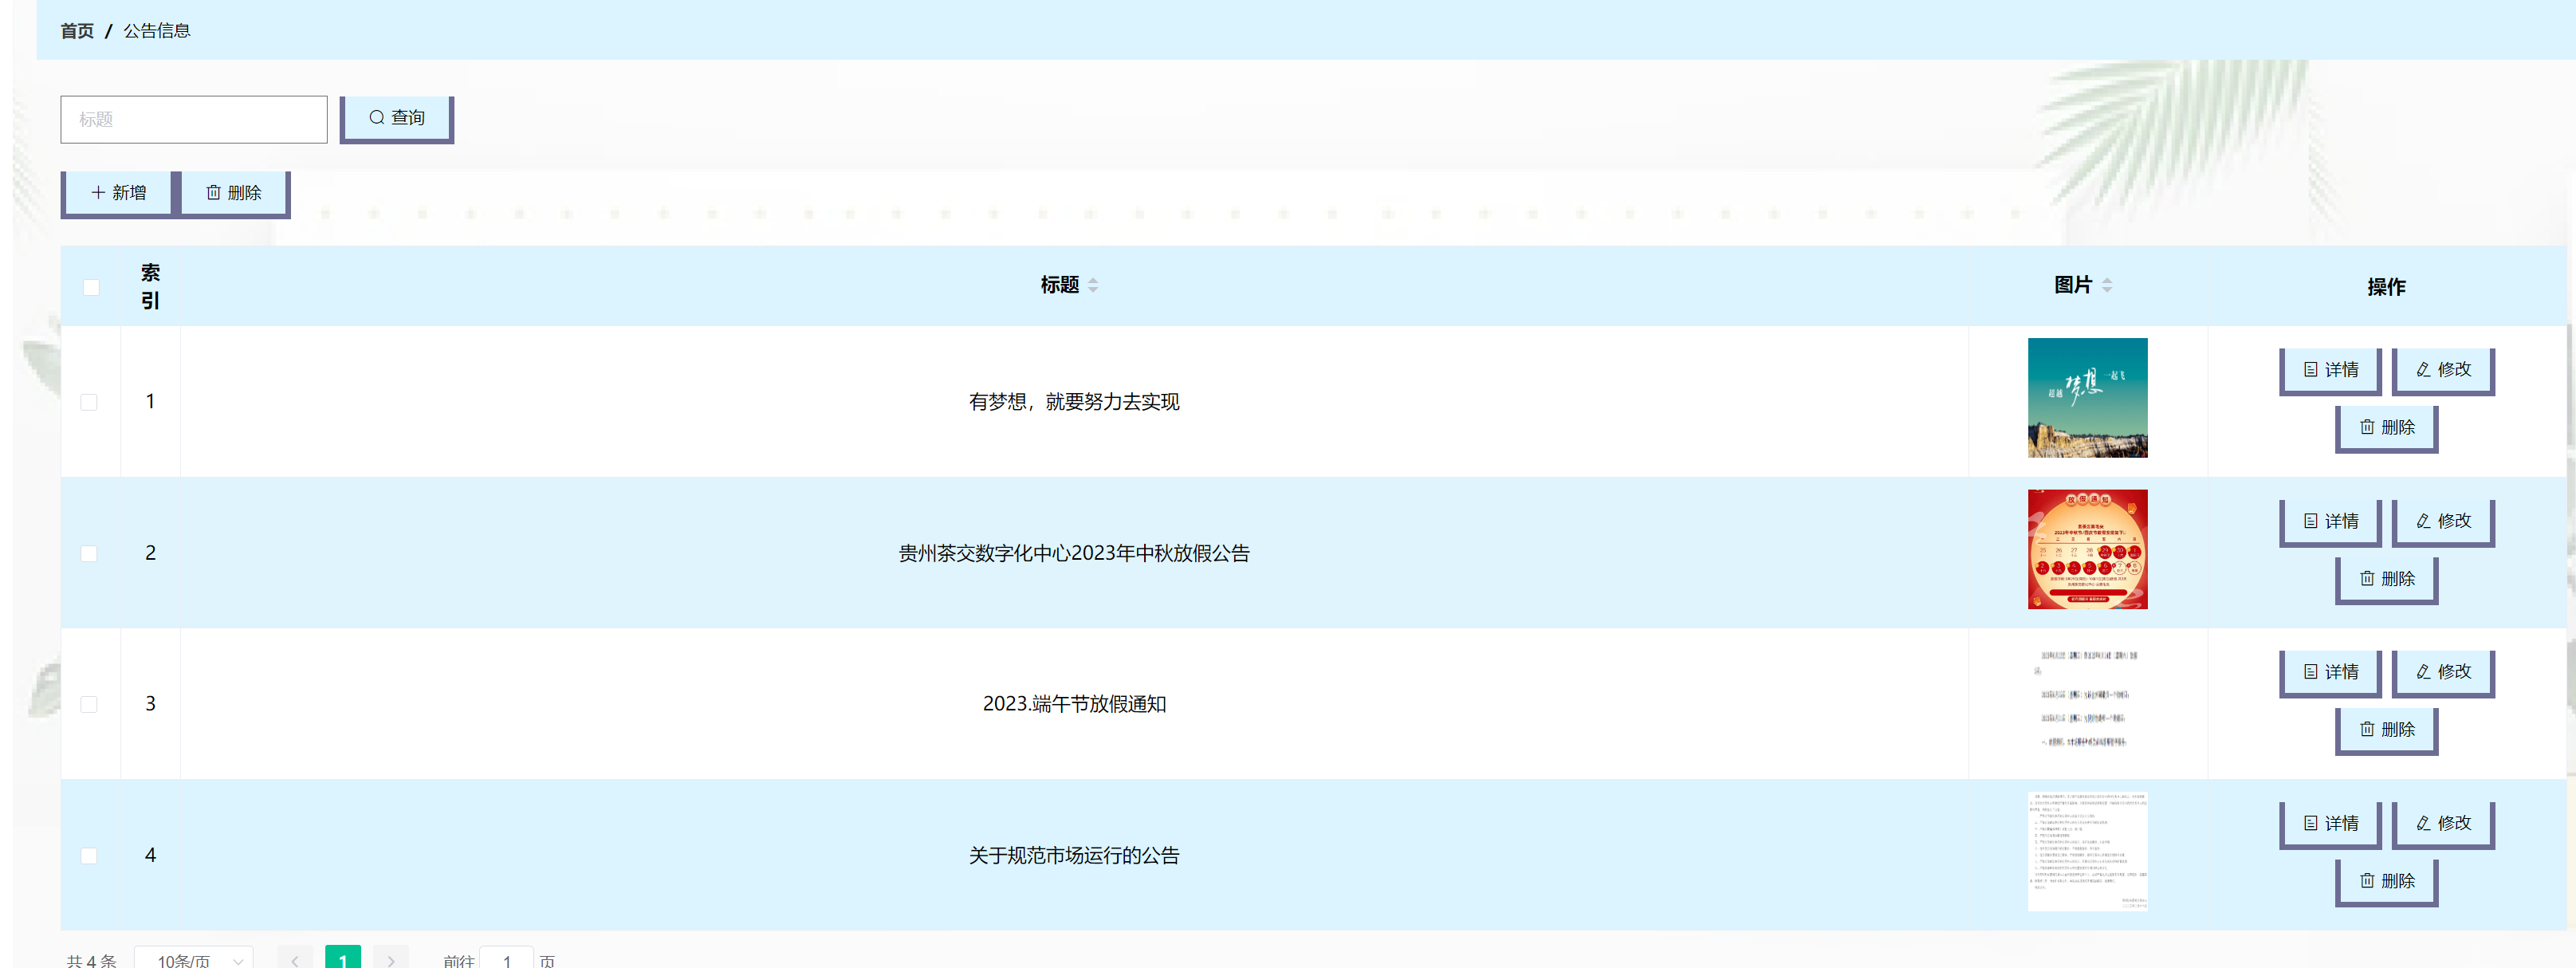 首页 / 公告信息
标题
查询
新增
删除
索引
标题
图片
操作
1
有梦想，就要努力去实现
超越梦想一起飞
详情
修改
删除
2
贵州茶交数字化中心2023年中秋放假公告
放假通知
详情
修改
删除
3
2023.端午节放假通知
详情
修改
删除
4
关于规范市场运行的公告
详情
修改
删除
共 4 条
10条/页
1
前往 1 页